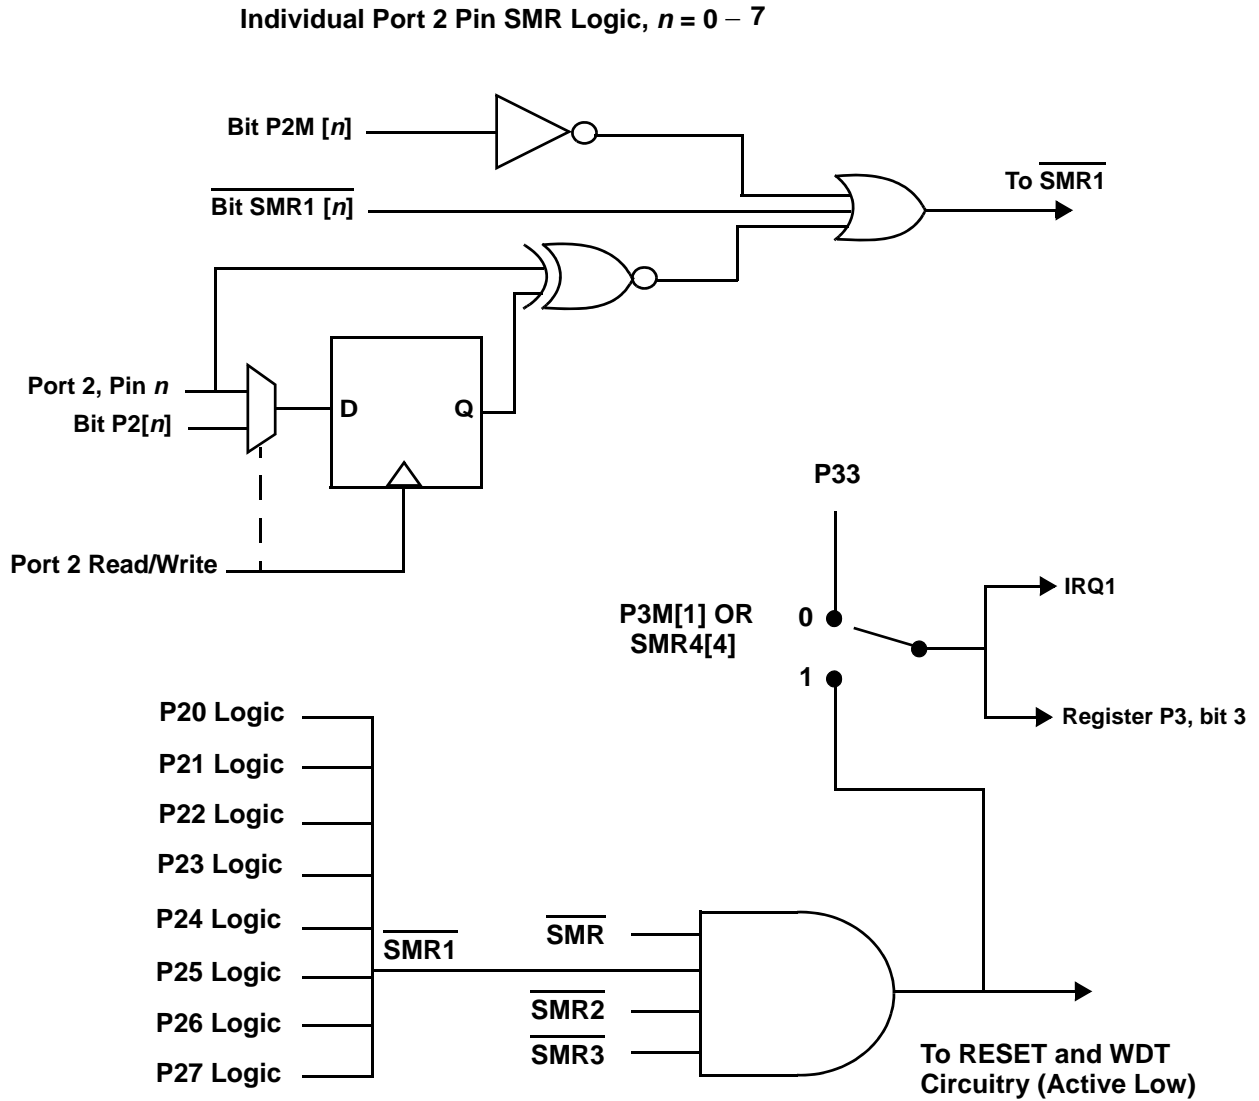 Individual Port 2 Pin SMR Logic, n = 0 – 7
Bit P2M [n]
Bit SMR1 [n]
To SMR1
Port 2, Pin n
Bit P2[n]
D
Q
Port 2 Read/Write
P33
P3M[1] OR
SMR4[4]
0
1
IRQ1
Register P3, bit 3
P20 Logic
P21 Logic
P22 Logic
P23 Logic
P24 Logic
P25 Logic
P26 Logic
P27 Logic
SMR1
SMR
SMR2
SMR3
To RESET and WDT
Circuitry (Active Low)